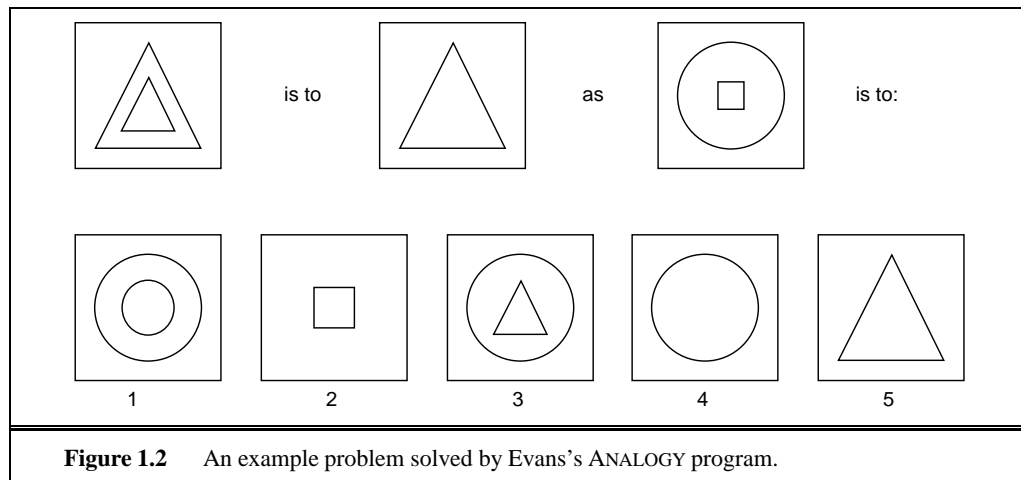 is to as is to:
1 2 3 4 5
Figure 1.2 An example problem solved by Evans's ANALOGY program.